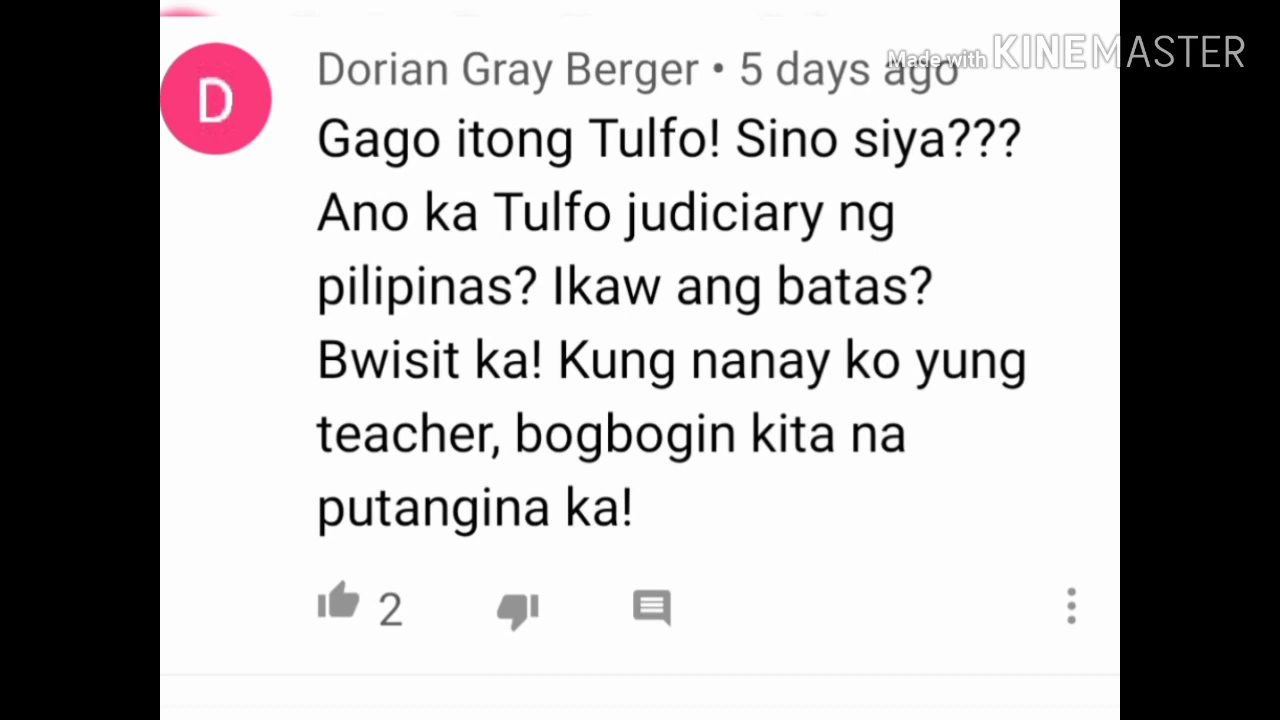 D
Dorian Gray Berger • 5 days ago
Made with KINEMASTER
Gago itong Tulfo! Sino siya???
Ano ka Tulfo judiciary ng
pilipinas? Ikaw ang batas?
Bwisit ka! Kung nanay ko yung
teacher, bogbogin kita na
putangina ka!
2